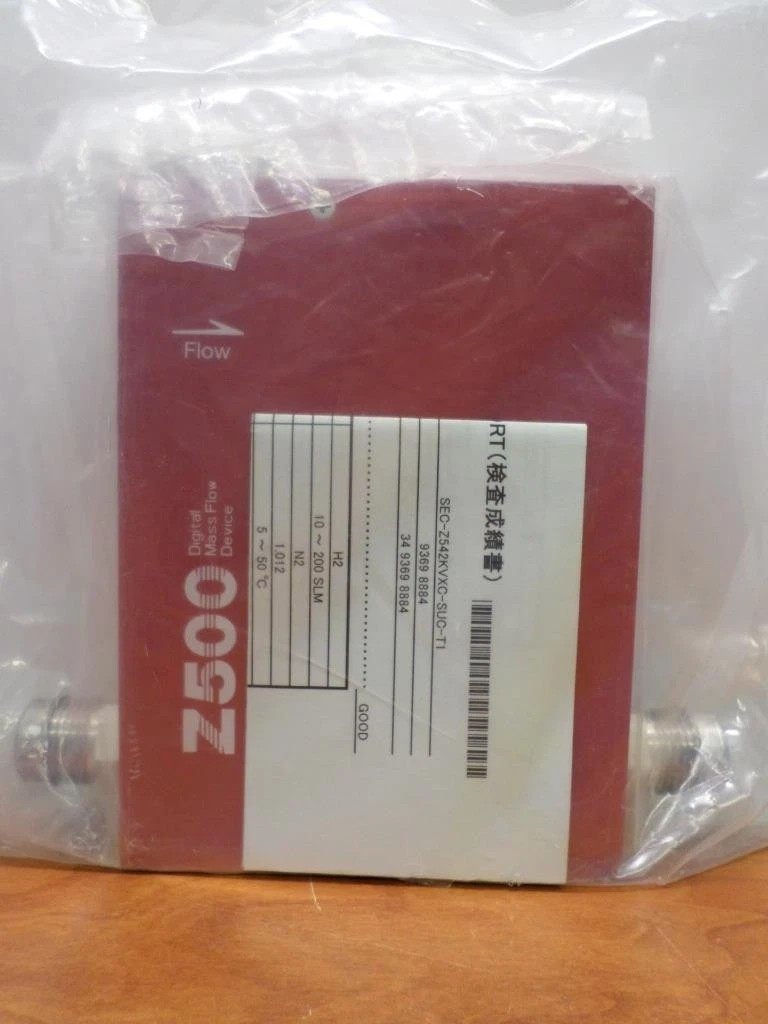 Flow
Z500
Digital
Mass Flow
Device
ORT(検査成績書)
SEC-Z542KVXC-SUC-T1
9369 8884
34 9369 8884
GOOD
H2
10 ~ 200 SLM
N2
1.012
5 ~ 50 ℃